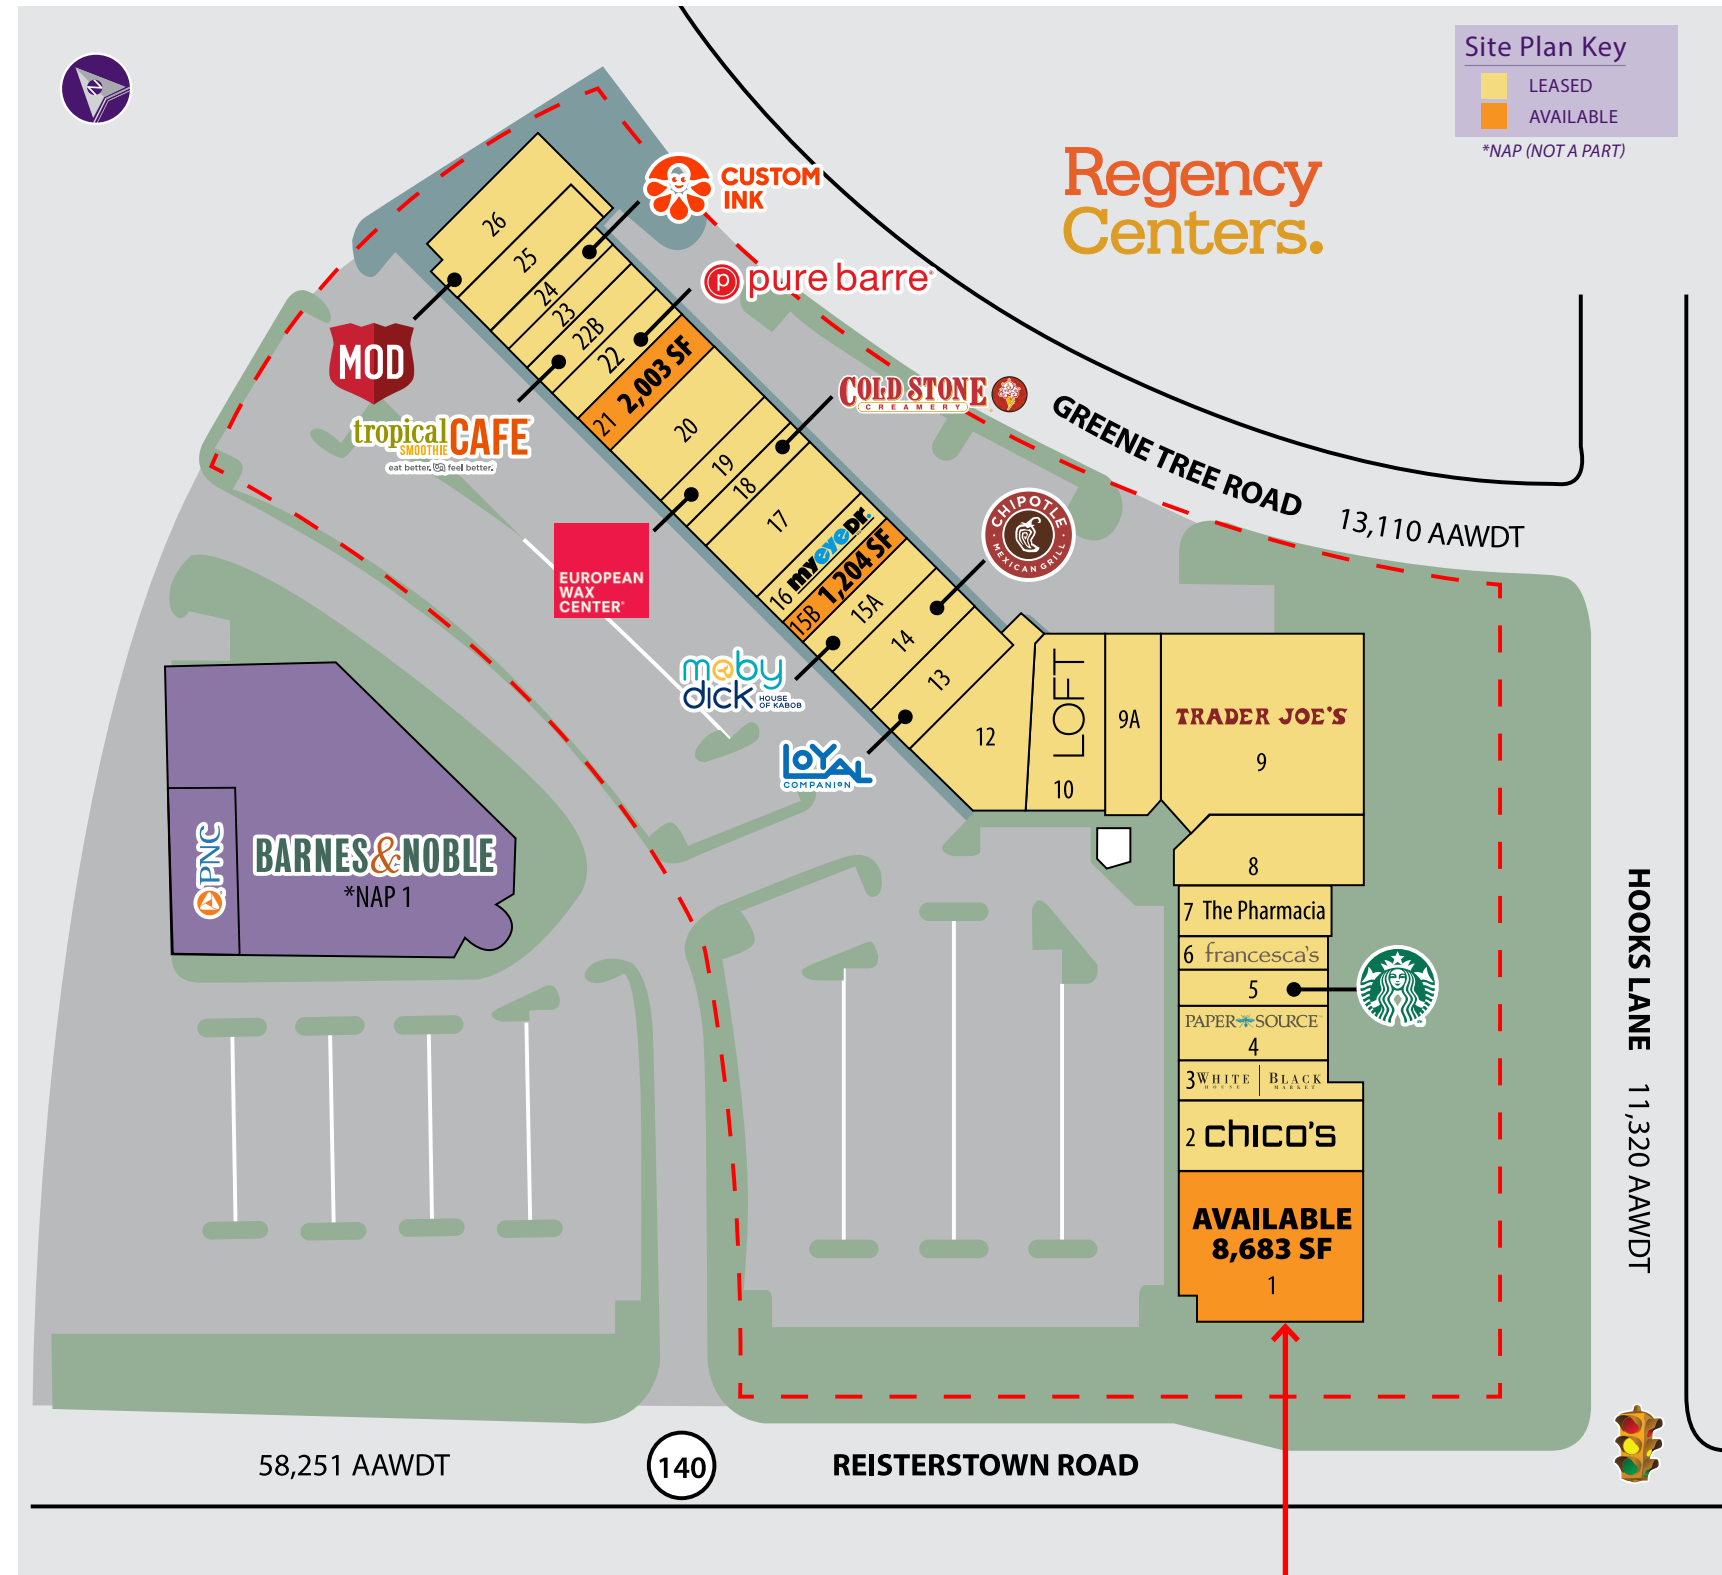 Site Plan Key
LEASED
AVAILABLE
*NAP (NOT A PART)
N
Regency
Centers.
CUSTOM
INK
26
25
24
23
22B
22
p pure barre
MOD
21 2,003 SF
tropical CAFE
SMOOTHIE
eat better. feel better.
COLD STONE
CREAMERY
20
19
18
17
GREENE TREE ROAD 13,110 AAWDT
CHIPOTLE
MEXICAN GRILL
EUROPEAN
WAX
CENTER
16 myeyeDr.
15B 1,204 SF
15A
14
13
moby
dick HOUSE
OF KABOB
LOYAL
COMPANION
12
LOFT
10
9A
TRADER JOE'S
9
8
7 The Pharmacia
6 francesca's
5
PAPER SOURCE
4
3 WHITE HOUSE BLACK MARKET
2 chico's
AVAILABLE
8,683 SF
1
PNC
BARNES&NOBLE
*NAP 1
HOOKS LANE 11,320 AAWDT
58,251 AAWDT
140
REISTERSTOWN ROAD